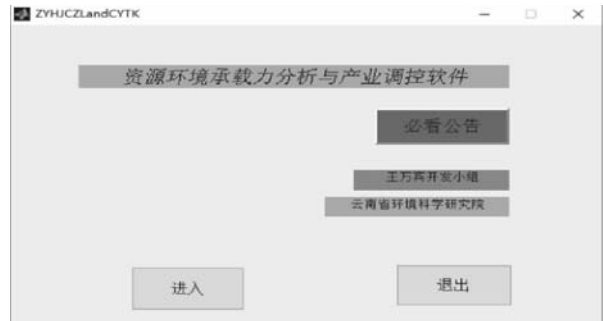 ZYHJCZLandCYTK
资源环境承载力分析与产业调控软件
必看公告
王万宾开发小组
云南省环境科学研究院
进入
退出